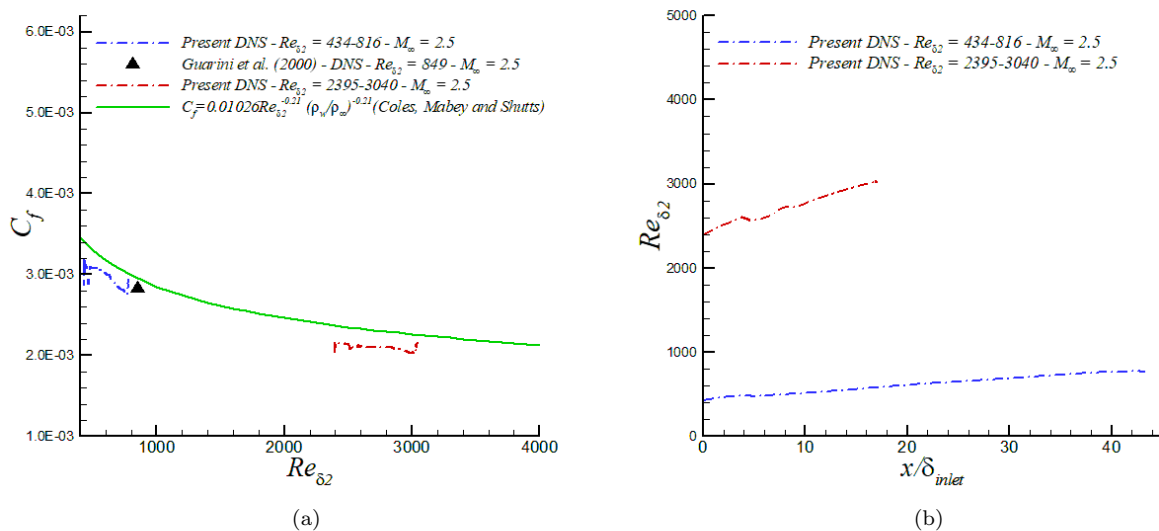 6.0E-03
5.0E-03
4.0E-03
3.0E-03
2.0E-03
1.0E-03
C_f
Present DNS - Re_δ2 = 434-816 - M_∞ = 2.5
Guarini et al. (2000) - DNS - Re_δ2 = 849 - M_∞ = 2.5
Present DNS - Re_δ2 = 2395-3040 - M_∞ = 2.5
C_f=0.01026Re_δ2^-0.21 (ρ_w/ρ_∞)^-0.21 (Coles, Mabey and Shutts)
1000 2000 3000 4000
Re_δ2
(a)
5000
4000
3000
2000
1000
0
Re_δ2
Present DNS - Re_δ2 = 434-816 - M_∞ = 2.5
Present DNS - Re_δ2 = 2395-3040 - M_∞ = 2.5
0 10 20 30 40
x/δ_inlet
(b)